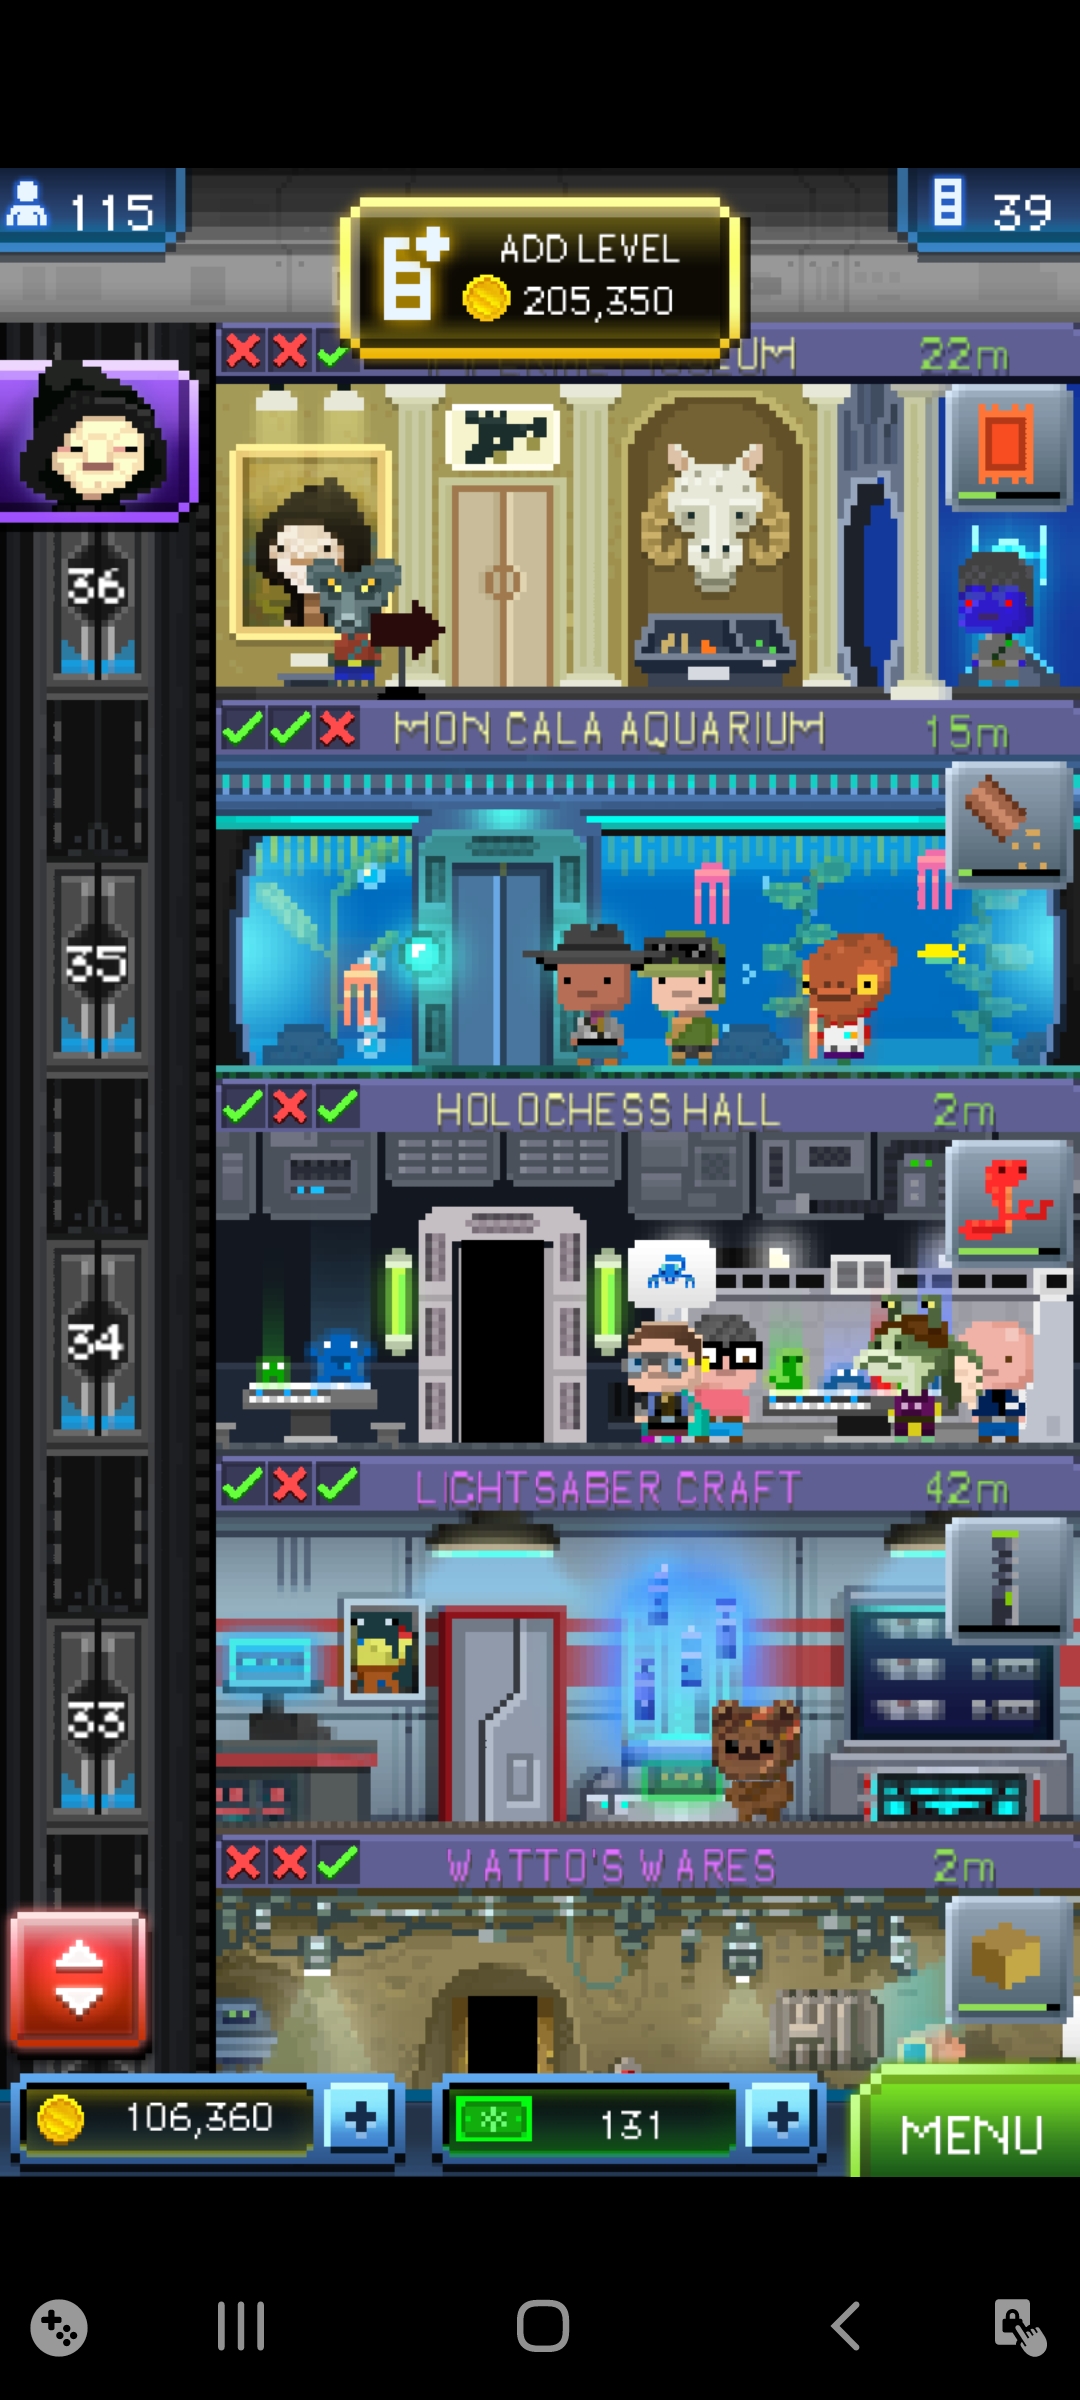 115
ADD LEVEL
205,350
39
UM 22m
36
MON CALA AQUARIUM 15m
35
HOLOCHESS HALL 2m
34
LIGHTSABER CRAFT 42m
33
WATTO'S WARES 2m
106,360 +
131 +
MENU